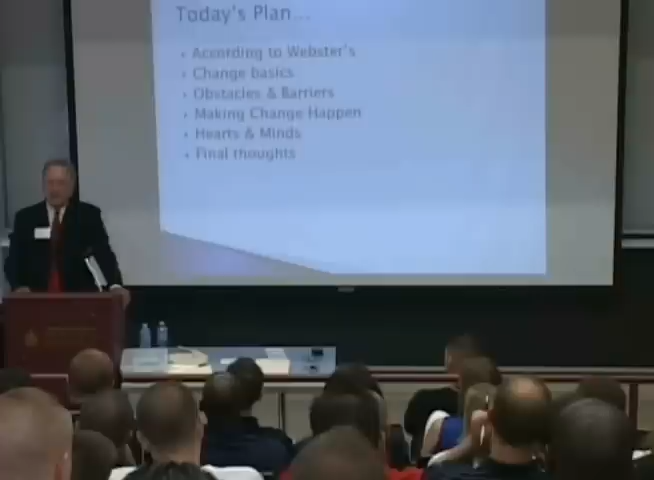 Today's Plan...
• According to Webster's
• Change basics
• Obstacles & Barriers
• Making Change Happen
• Hearts & Minds
• Final thoughts